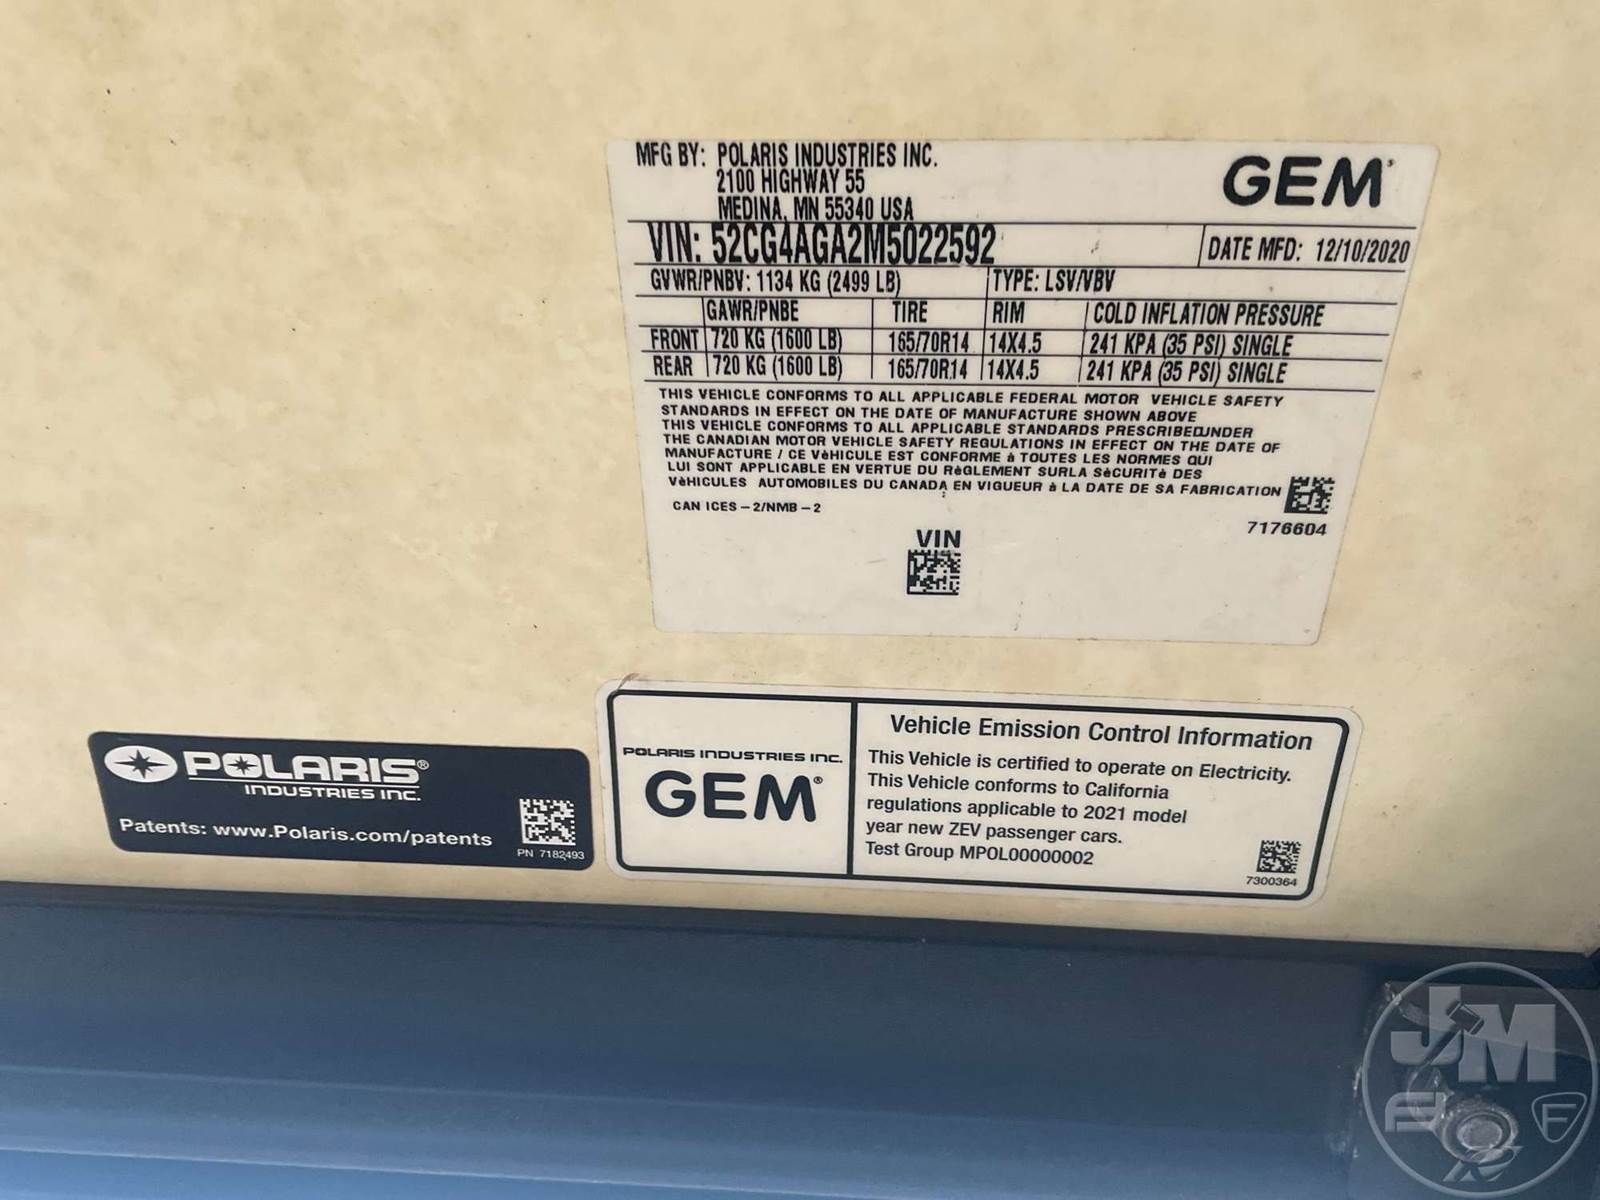 MFG BY: POLARIS INDUSTRIES INC.
2100 HIGHWAY 55
MEDINA, MN 55340 USA
GEM
VIN: 52CG4AGA2M5022592
DATE MFD: 12/10/2020
GVWR/PNBV: 1134 KG (2499 LB)
TYPE: LSV/VBV
GAWR/PNBE TIRE RIM COLD INFLATION PRESSURE
FRONT 720 KG (1600 LB) 165/70R14 14X4.5 241 KPA (35 PSI) SINGLE
REAR 720 KG (1600 LB) 165/70R14 14X4.5 241 KPA (35 PSI) SINGLE
THIS VEHICLE CONFORMS TO ALL APPLICABLE FEDERAL MOTOR VEHICLE SAFETY
STANDARDS IN EFFECT ON THE DATE OF MANUFACTURE SHOWN ABOVE
THIS VEHICLE CONFORMS TO ALL APPLICABLE STANDARDS PRESCRIBEDUNDER
THE CANADIAN MOTOR VEHICLE SAFETY REGULATIONS IN EFFECT ON THE DATE OF
MANUFACTURE / CE VèHICULE EST CONFORME à TOUTES LES NORMES QUI
LUI SONT APPLICABLE EN VERTUE DU RèGLEMENT SURLA SèCURITè DES
VèHICULES AUTOMOBILES DU CANADA EN VIGUEUR à LA DATE DE SA FABRICATION
CAN ICES – 2/NMB – 2
7176604
VIN
POLARIS®
INDUSTRIES INC.
Patents: www.Polaris.com/patents
PN 7182493
POLARIS INDUSTRIES INC.
GEM®
Vehicle Emission Control Information
This Vehicle is certified to operate on Electricity.
This Vehicle conforms to California
regulations applicable to 2021 model
year new ZEV passenger cars.
Test Group MPOL00000002
7300364
JM